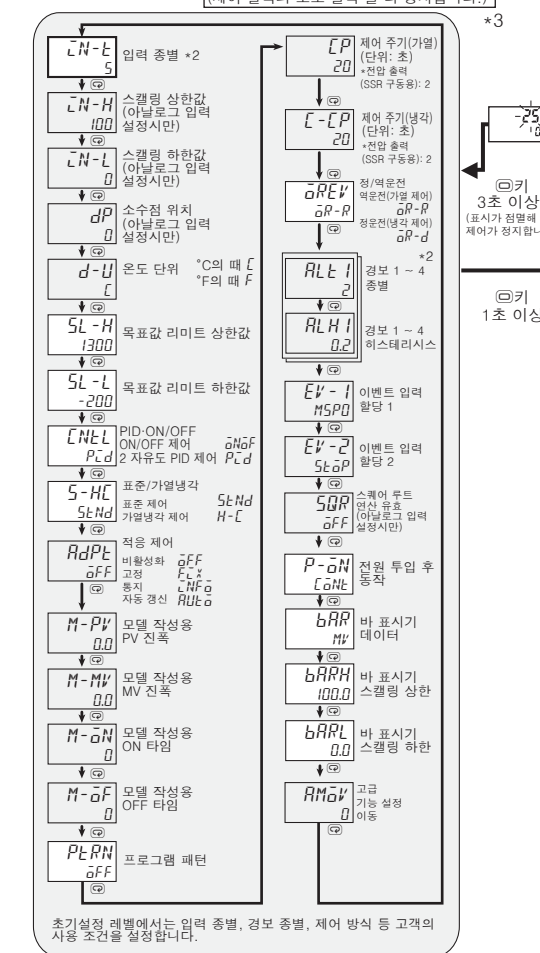 *3
iN-t
5
입력 종별 *2
iN-H
100
스캘링 상한값
(아날로그 입력
설정시만)
iN-L
0
스캘링 하한값
(아날로그 입력
설정시만)
dP
0
소수점 위치
(아날로그 입력
설정시만)
d-U
C
온도 단위
°C의 때 C
°F의 때 F
SL-H
1300
목표값 리미트 상한값
SL-L
-200
목표값 리미트 하한값
CNtL
Pid
PID·ON/OFF
ON/OFF 제어 oNoF
2 자유도 PID 제어 Pid
S-HC
StNd
표준/가열냉각
표준 제어 StNd
가열냉각 제어 H-C
AdPt
oFF
적응 제어
비활성화 oFF
고정 FiX
통지 iNFo
자동 갱신 AUto
M-PV
0.0
모델 작성용
PV 진폭
M-MV
0.0
모델 작성용
MV 진폭
M-oN
0
모델 작성용
ON 타임
M-oF
0
모델 작성용
OFF 타임
PtRN
oFF
프로그램 패턴
CP
20
제어 주기(가열)
(단위: 초)
*전압 출력
(SSR 구동용): 2
C-CP
20
제어 주기(냉각)
(단위: 초)
*전압 출력
(SSR 구동용): 2
oREV
oR-R
정/역운전
역운전(가열 제어)
oR-R
정운전(냉각 제어)
oR-d
*2
ALt1
2
경보 1 ~ 4
종별
ALH1
0.2
경보 1 ~ 4
히스테리시스
EV-1
MSP0
이벤트 입력
할당 1
EV-2
StoP
이벤트 입력
할당 2
SQR
oFF
스퀘어 루트
연산 유효
(아날로그 입력
설정시만)
P-oN
CoNt
전원 투입 후
동작
bAR
MV
바 표시기
데이터
bARH
100.0
바 표시기
스캘링 상한
bARL
0.0
바 표시기
스캘링 하한
AMoV
0
고급
기능 설정
이동
초기설정 레벨에서는 입력 종별, 경보 종별, 제어 방식 등 고객의
사용 조건을 설정합니다.
키
3초 이상
(표시가 점멸해
키
1초 이상